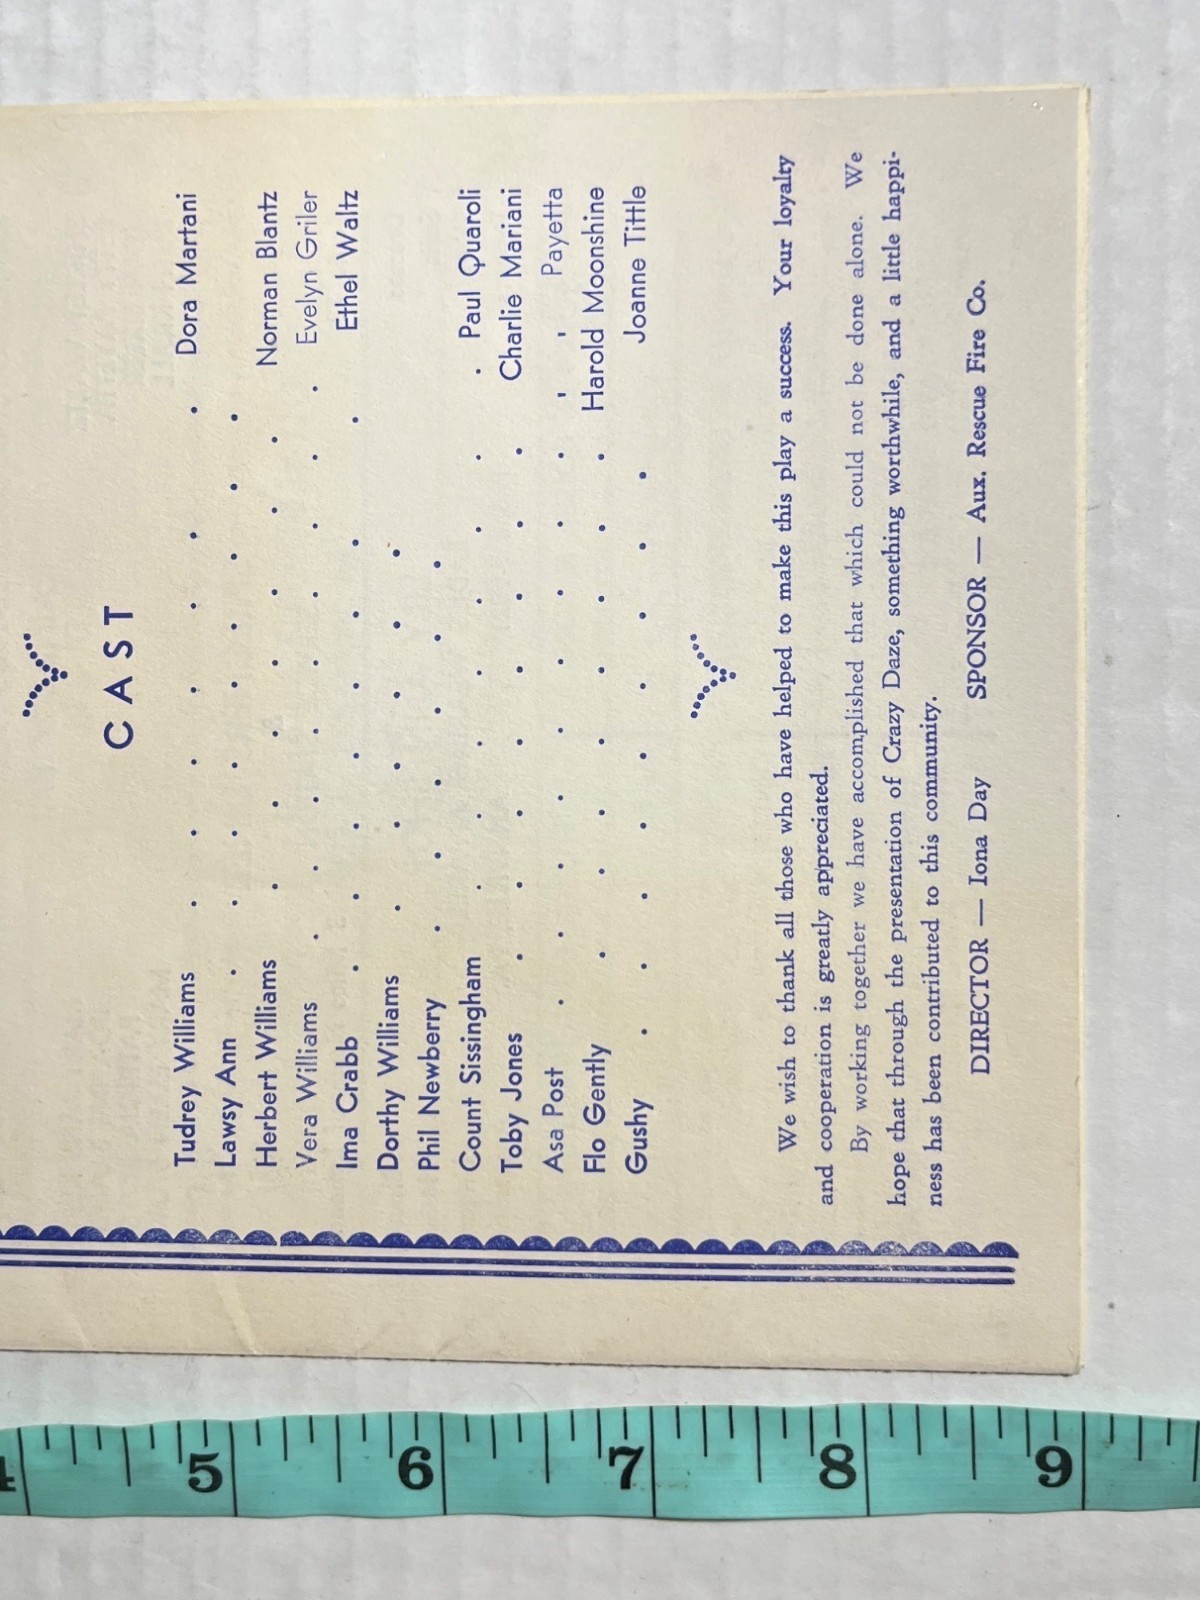 CAST
Tudrey Williams . . . . . . . Dora Martani
Lawsy Ann . . . . . . . . .
Herbert Williams . . . . . . . Norman Blantz
Vera Williams . . . . . . . . . Evelyn Griler
Ima Crabb . . . . . . . . Ethel Waltz
Dorthy Williams . . . . . .
Phil Newberry . . . . . . .
Count Sissingham . . . . . . . . Paul Quaroli
Toby Jones . . . . . . . . Charlie Mariani
Asa Post . . . . . . . . ' ' Payetta
Flo Gently . . . . . . . . Harold Moonshine
Gushy . . . . . . . . . Joanne Tittle
We wish to thank all those who have helped to make this play a success. Your loyalty
and cooperation is greatly appreciated.
By working together we have accomplished that which could not be done alone. We
hope that through the presentation of Crazy Daze, something worthwhile, and a little happi-
ness has been contributed to this community.
DIRECTOR — Iona Day SPONSOR — Aux. Rescue Fire Co.
4 5 6 7 8 9